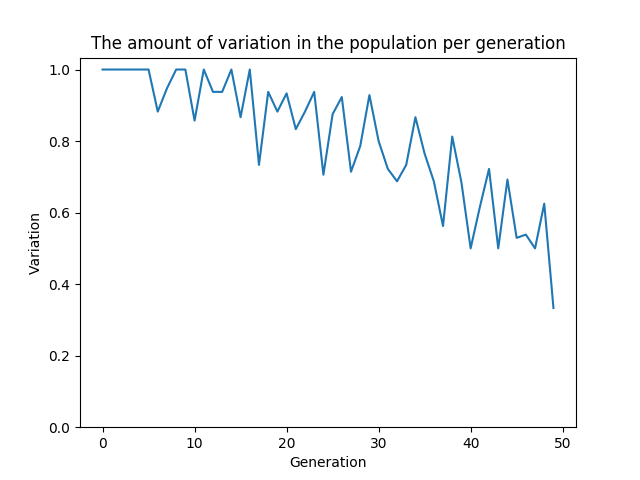 The amount of variation in the population per generation
1.0
0.8
0.6
0.4
0.2
0.0
Variation
0 10 20 30 40 50
Generation